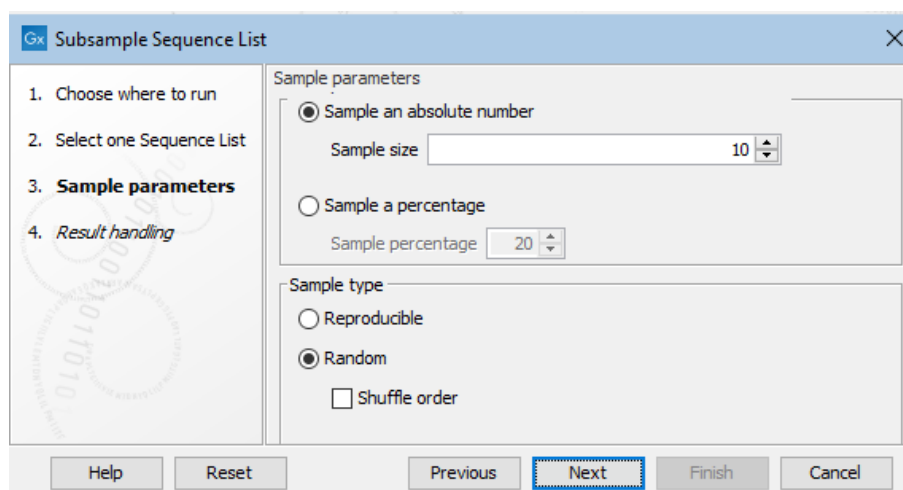 Gx Subsample Sequence List
1. Choose where to run
2. Select one Sequence List
3. Sample parameters
4. Result handling
Sample parameters
Sample an absolute number
Sample size 10
Sample a percentage
Sample percentage 20
Sample type
Reproducible
Random
Shuffle order
Help Reset Previous Next Finish Cancel